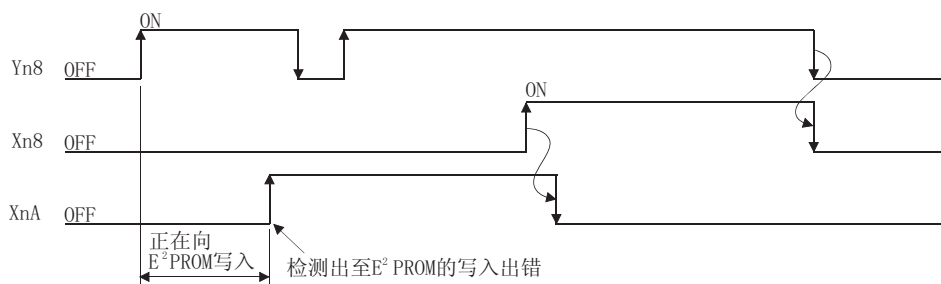 ON
Yn8 OFF
ON
Xn8 OFF
XnA OFF
正在向
E²PROM写入
检测出至E²PROM的写入出错